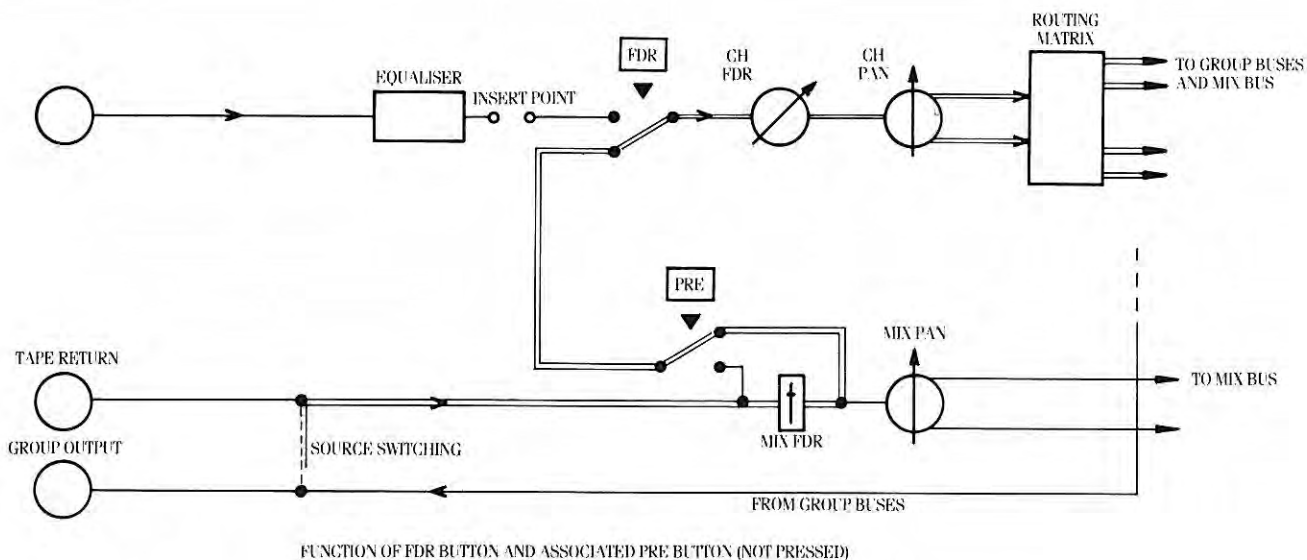 ROUTING
MATRIX
FDR
CH
FDR
CH
PAN
TO GROUP BUSES
AND MIX BUS
EQUALISER
INSERT POINT
PRE
MIX PAN
TAPE RETURN
TO MIX BUS
GROUP OUTPUT
SOURCE SWITCHING
MIX FDR
FROM GROUP BUSES
FUNCTION OF FDR BUTTON AND ASSOCIATED PRE BUTTON (NOT PRESSED)